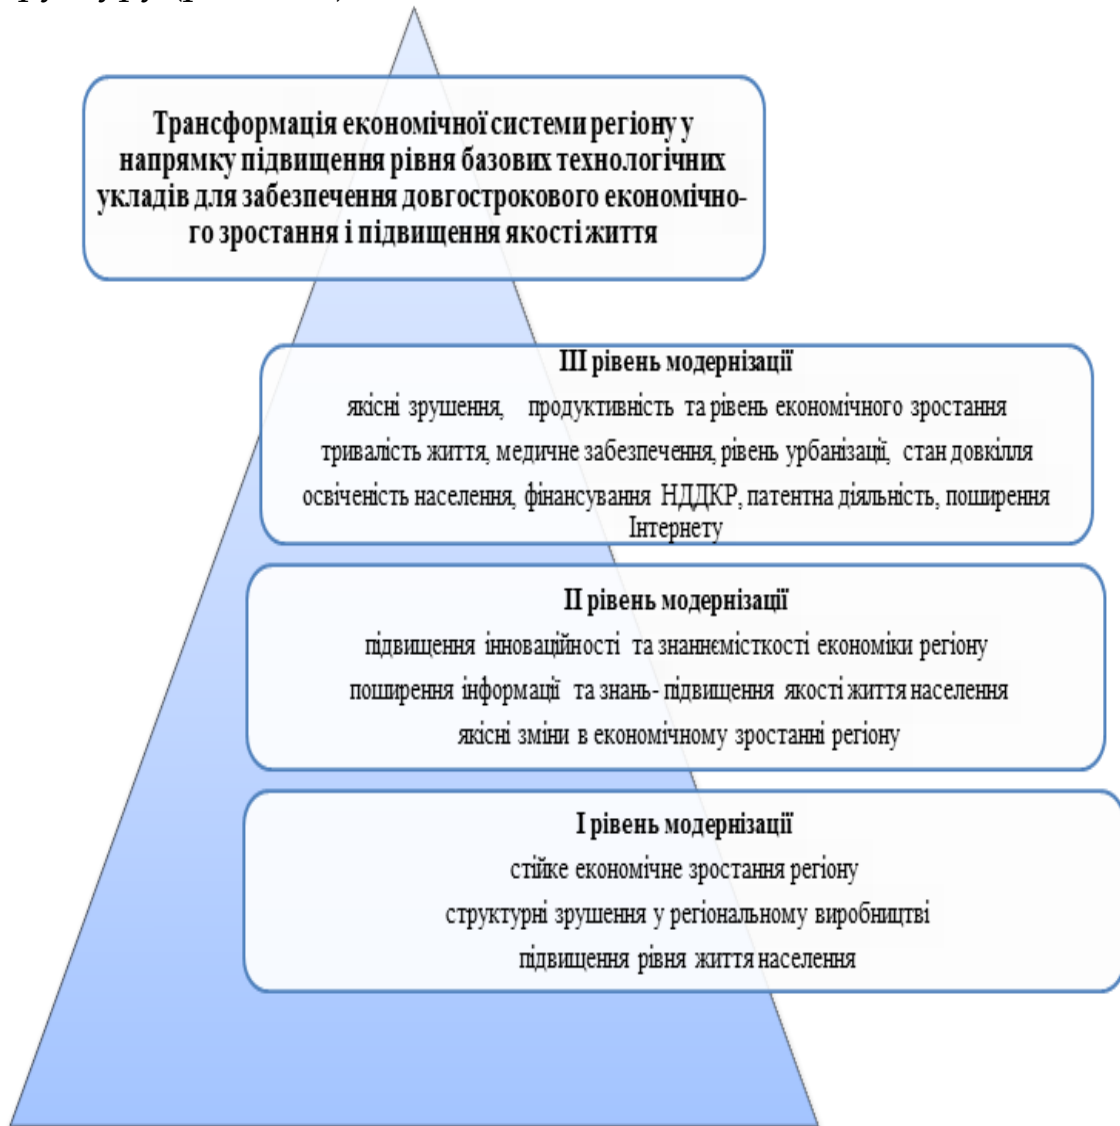 Трансформація економічної системи регіону у
напрямку підвищення рівня базових технологічних
укладів для забезпечення довгострокового економічно-
го зростання і підвищення якості життя
ІІІ рівень модернізації
якісні зрушення, продуктивність та рівень економічного зростання
тривалість життя, медичне забезпечення, рівень урбанізації, стан довкілля
освіченість населення, фінансування НДДКР, патентна діяльність, поширення
Інтернету
ІІ рівень модернізації
підвищення інноваційності та знаннємісткості економіки регіону
поширення інформації та знань- підвищення якості життя населення
якісні зміни в економічному зростанні регіону
І рівень модернізації
стійке економічне зростання регіону
структурні зрушення у регіональному виробництві
підвищення рівня життя населення